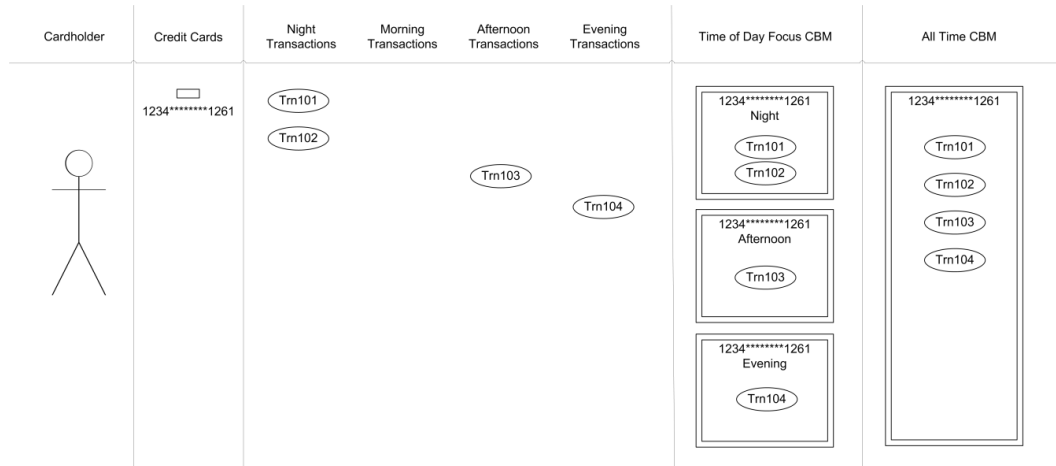 Cardholder
Credit Cards
Night
Transactions
Morning
Transactions
Afternoon
Transactions
Evening
Transactions
Time of Day Focus CBM
All Time CBM
1234********1261
Trn101
Trn102
Trn103
Trn104
1234********1261
Night
Trn101
Trn102
1234********1261
Afternoon
Trn103
1234********1261
Evening
Trn104
1234********1261
Trn101
Trn102
Trn103
Trn104